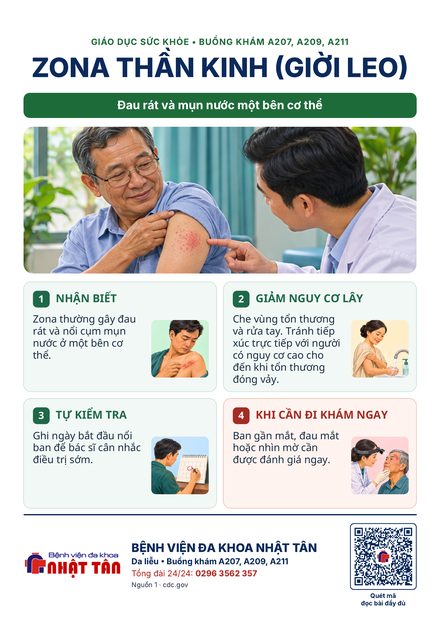 GIÁO DỤC SỨC KHỎE • BUỒNG KHÁM A207, A209, A211
ZONA THẦN KINH (GIỜI LEO)
Đau rát và mụn nước một bên cơ thể
1 NHẬN BIẾT
Zona thường gây đau
rát và nổi cụm mụn
nước ở một bên cơ
thể.
2 GIẢM NGUY CƠ LÂY
Che vùng tổn thương
và rửa tay. Tránh tiếp
xúc trực tiếp với người
có nguy cơ cao cho
đến khi tổn thương
đóng vảy.
3 TỰ KIỂM TRA
Ghi ngày bắt đầu nổi
ban để bác sĩ cân nhắc
điều trị sớm.
4 KHI CẦN ĐI KHÁM NGAY
Ban gần mắt, đau mắt
hoặc nhìn mờ cần
được đánh giá ngay.
Bệnh viện đa khoa
NHẬT TÂN
BỆNH VIỆN ĐA KHOA NHẬT TÂN
Da liễu • Buồng khám A207, A209, A211
Tổng đài 24/24: 0296 3562 357
Nguồn 1 · cdc.gov
Quét mã
đọc bài đầy đủ